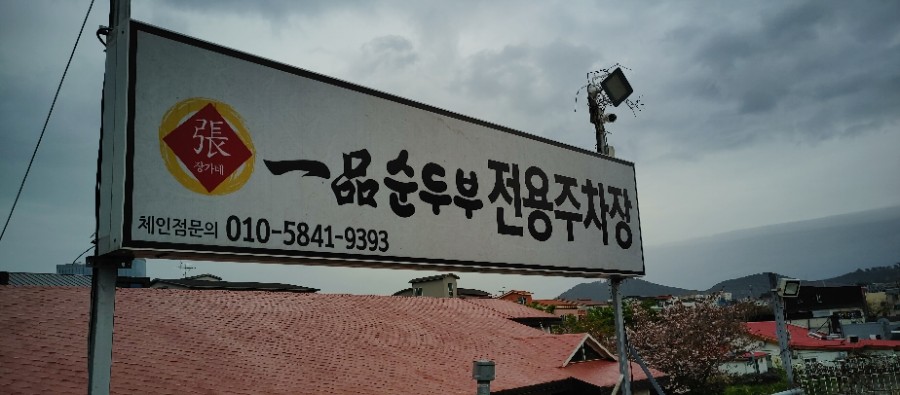 張
장가네
一品 순두부 전용주차장
체인점문의 010-5841-9393